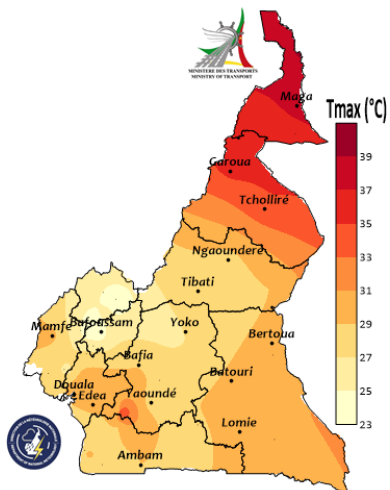 MINISTERE DES TRANSPORTS
MINISTRY OF TRANSPORT
Tmax (°C)
Maga
39
Garoua
37
Tcholliré
35
33
Ngaoundere
31
Tibati
29
Mamfe
Bafoussam
Yoko
Bertoua
27
Bafia
Batouri
25
Douala
Edea
Yaoundé
23
Lomie
Ambam